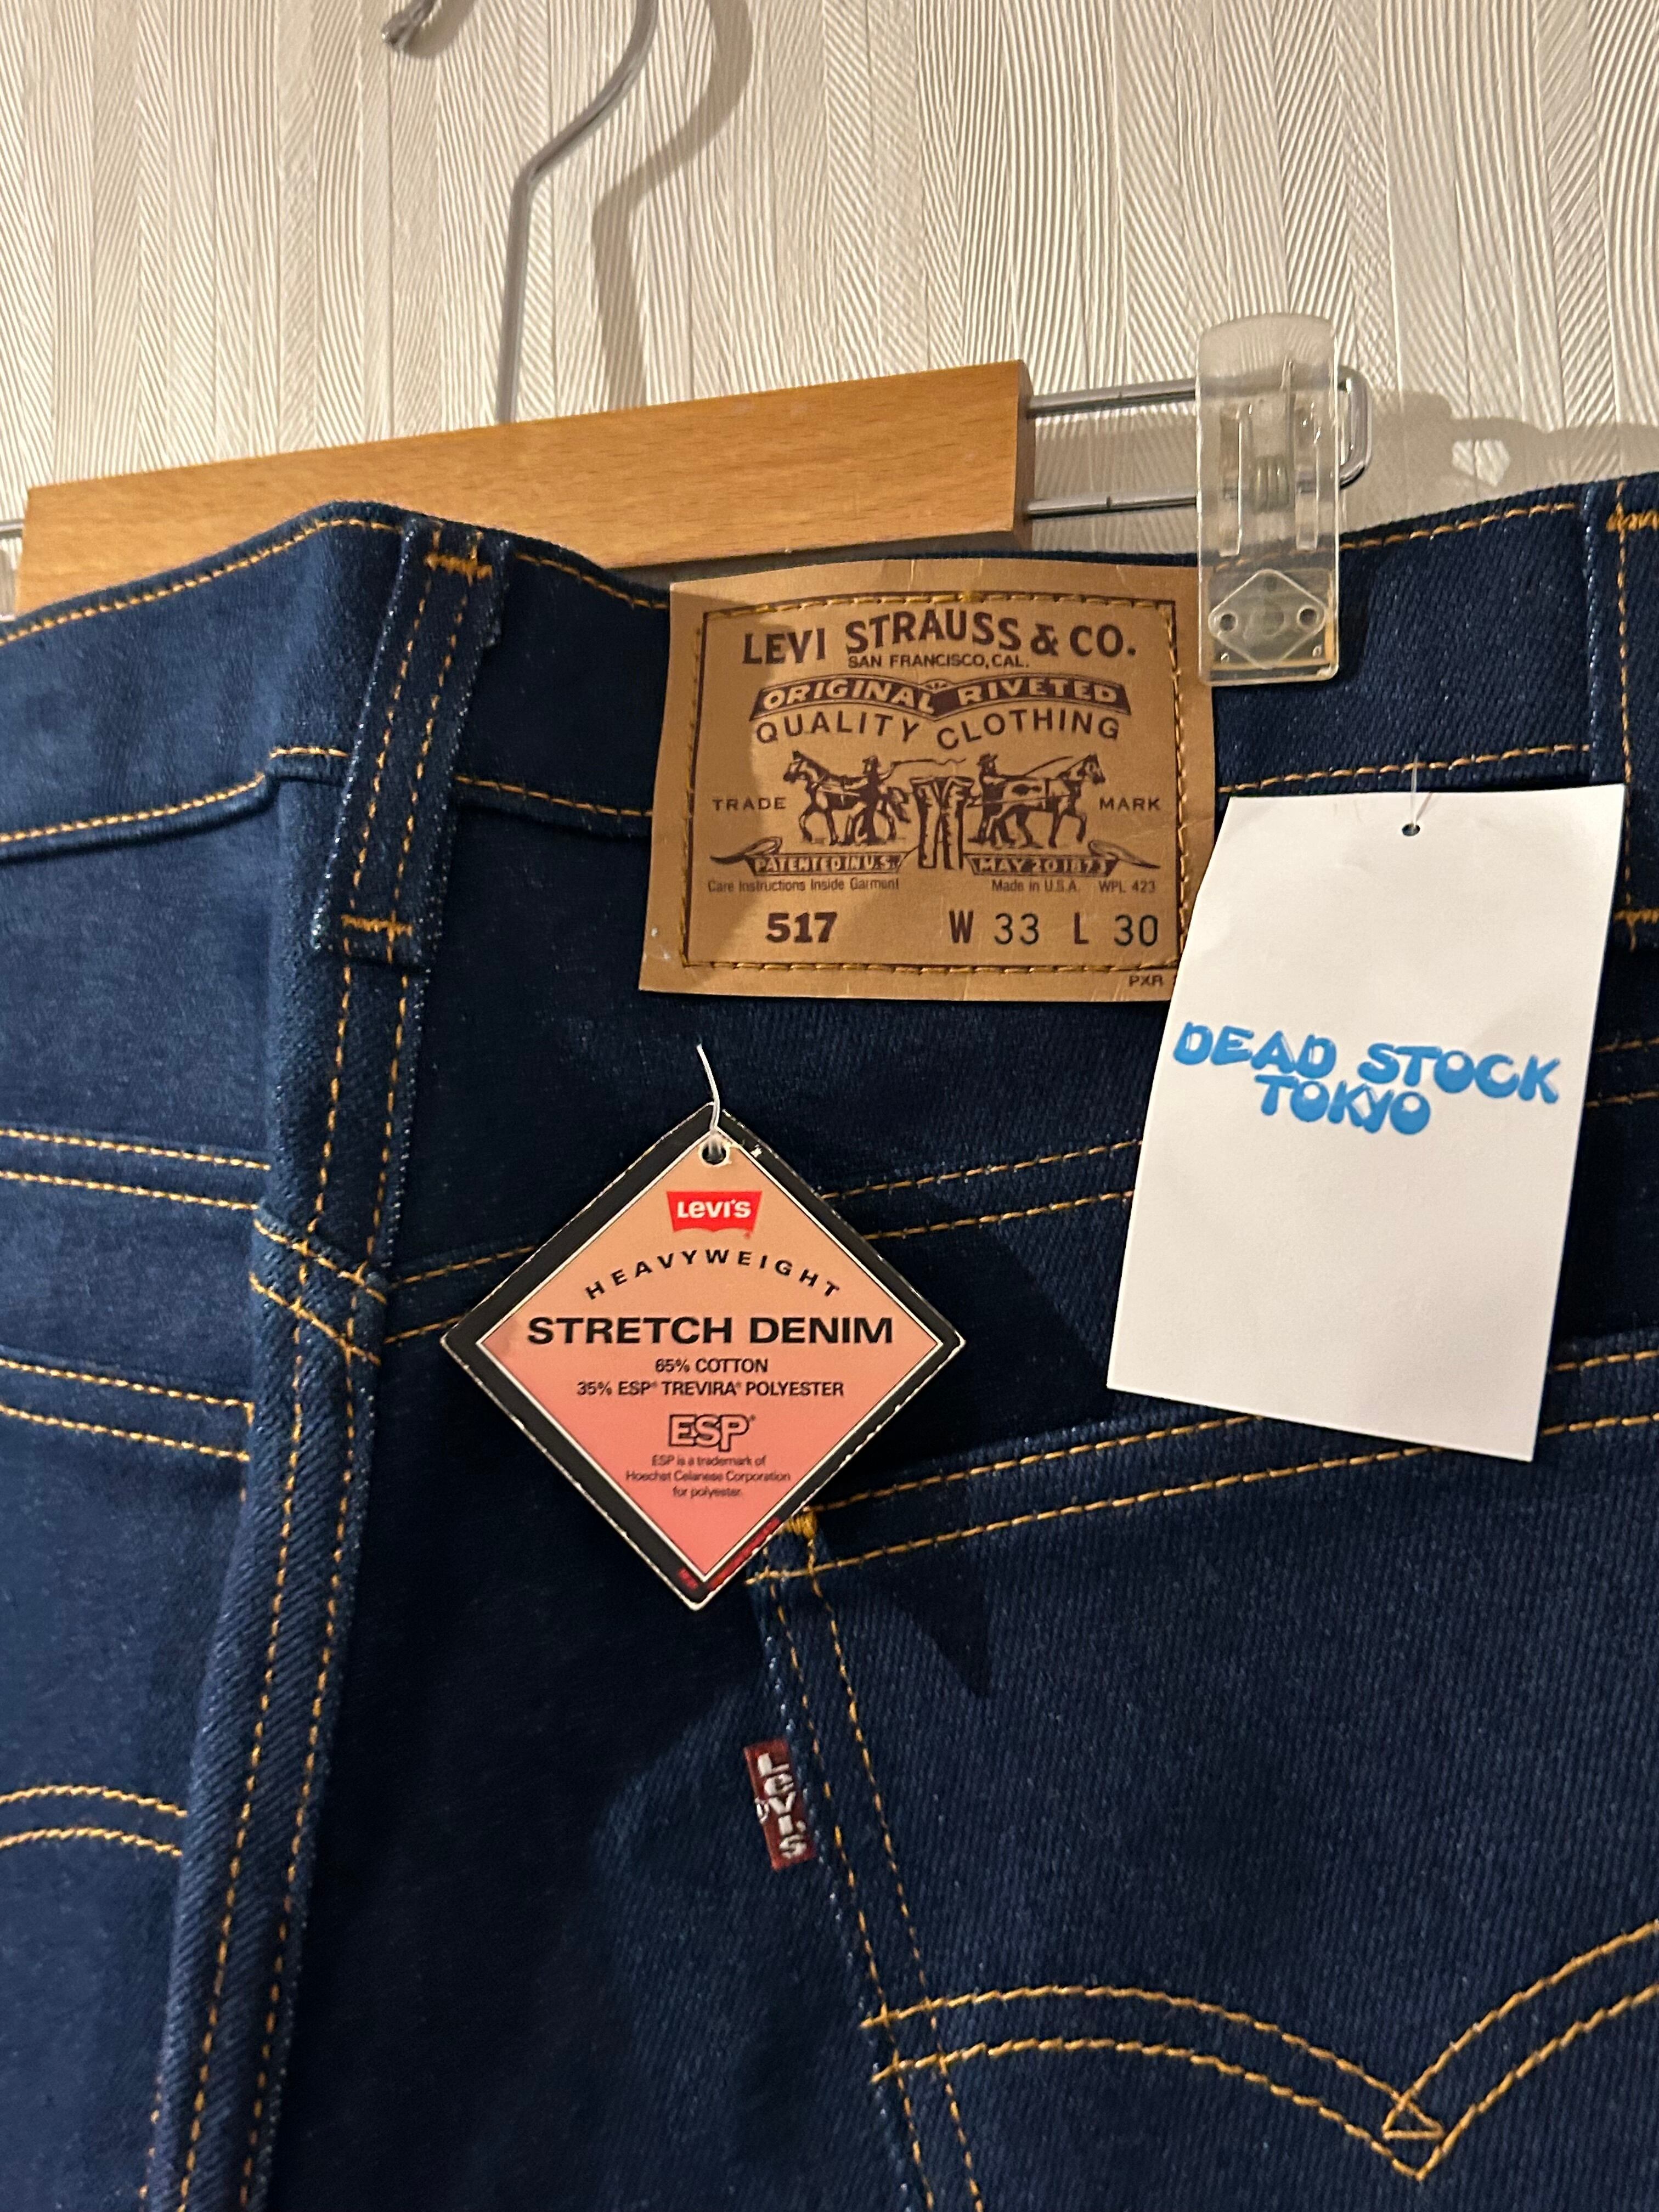 LEVI STRAUSS & CO.
SAN FRANCISCO, CAL.
ORIGINAL RIVETED
QUALITY CLOTHING
TRADE MARK
PATENTED IN U.S. MAY 20 1873
Care Instructions Inside Garment Made in U.S.A. WPL 423
517 W 33 L 30
PXR
DEAD STOCK
TOKYO
LEVI'S
HEAVYWEIGHT
STRETCH DENIM
65% COTTON
35% ESP® TREVIRA® POLYESTER
ESP®
ESP is a trademark of
Hoechst Celanese Corporation
for polyester.
LEVI'S